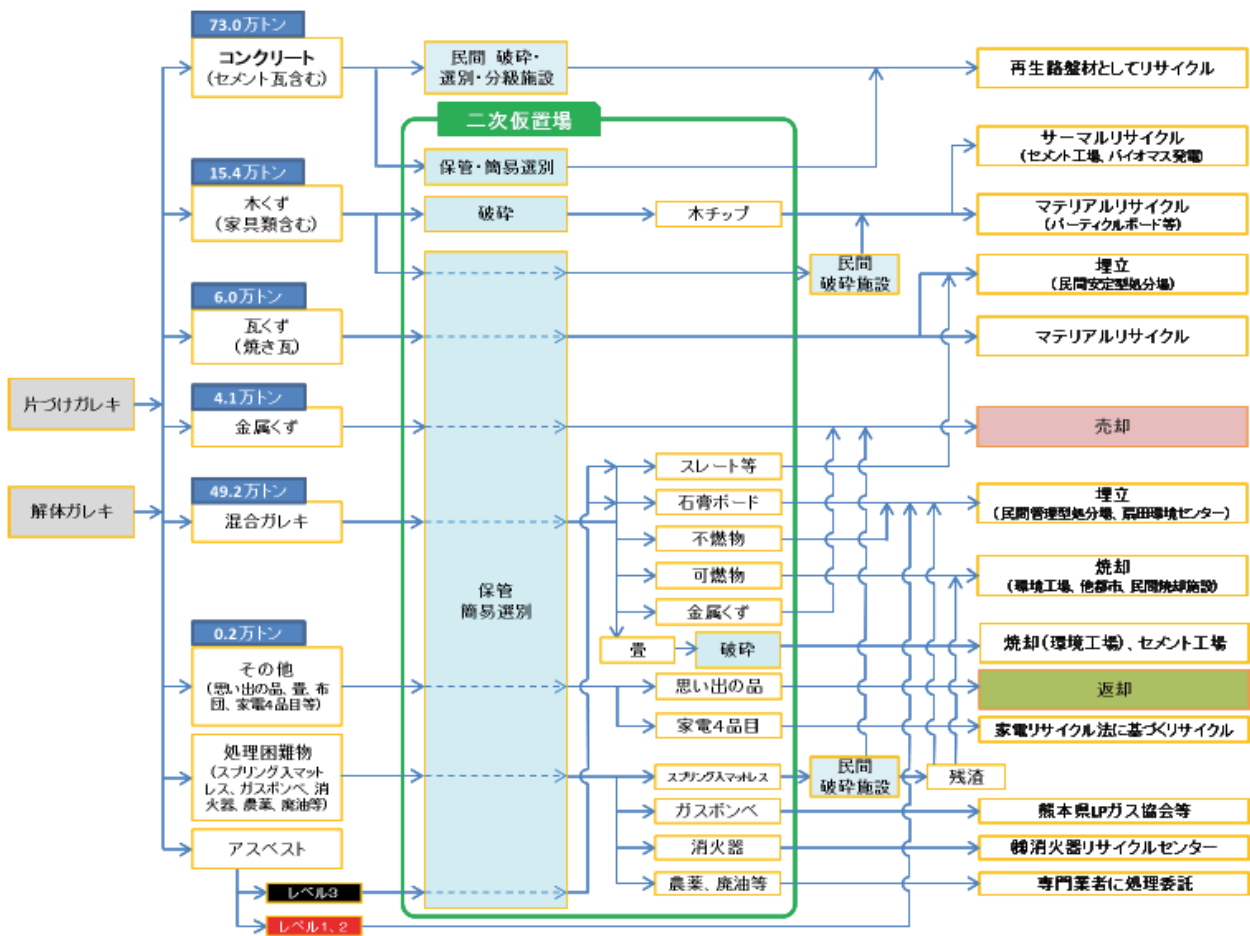 73.0万トン
コンクリート
(セメント瓦含む)
15.4万トン
木くず
(家具類含む)
6.0万トン
瓦くず
(焼き瓦)
4.1万トン
金属くず
49.2万トン
混合ガレキ
0.2万トン
その他
(思い出の品、畳、布
団、家電4品目等)
処理困難物
(スプリング入マット
レス、ガスボンベ、消
火器、農薬、廃油等)
アスベスト
レベル3
レベル1、2
片づけガレキ
解体ガレキ
民間 破砕・
選別・分級施設
二次仮置場
保管・簡易選別
破砕
木チップ
民間
破砕施設
保管
簡易選別
スレート等
石膏ボード
不燃物
可燃物
金属くず
畳
破砕
思い出の品
家電4品目
スプリング入マットレス
民間
破砕施設
残渣
ガスボンベ
消火器
農薬、廃油等
再生路盤材としてリサイクル
サーマルリサイクル
(セメント工場、バイオマス発電)
マテリアルリサイクル
(パーティクルボード等)
埋立
(民間安定型処分場)
マテリアルリサイクル
売却
埋立
(民間管理型処分場、扇田環境センター)
焼却
(環境工場、他都市、民間焼却施設)
焼却(環境工場)、セメント工場
返却
家電リサイクル法に基づくリサイクル
熊本県LPガス協会等
㈱消火器リサイクルセンター
専門業者に処理委託